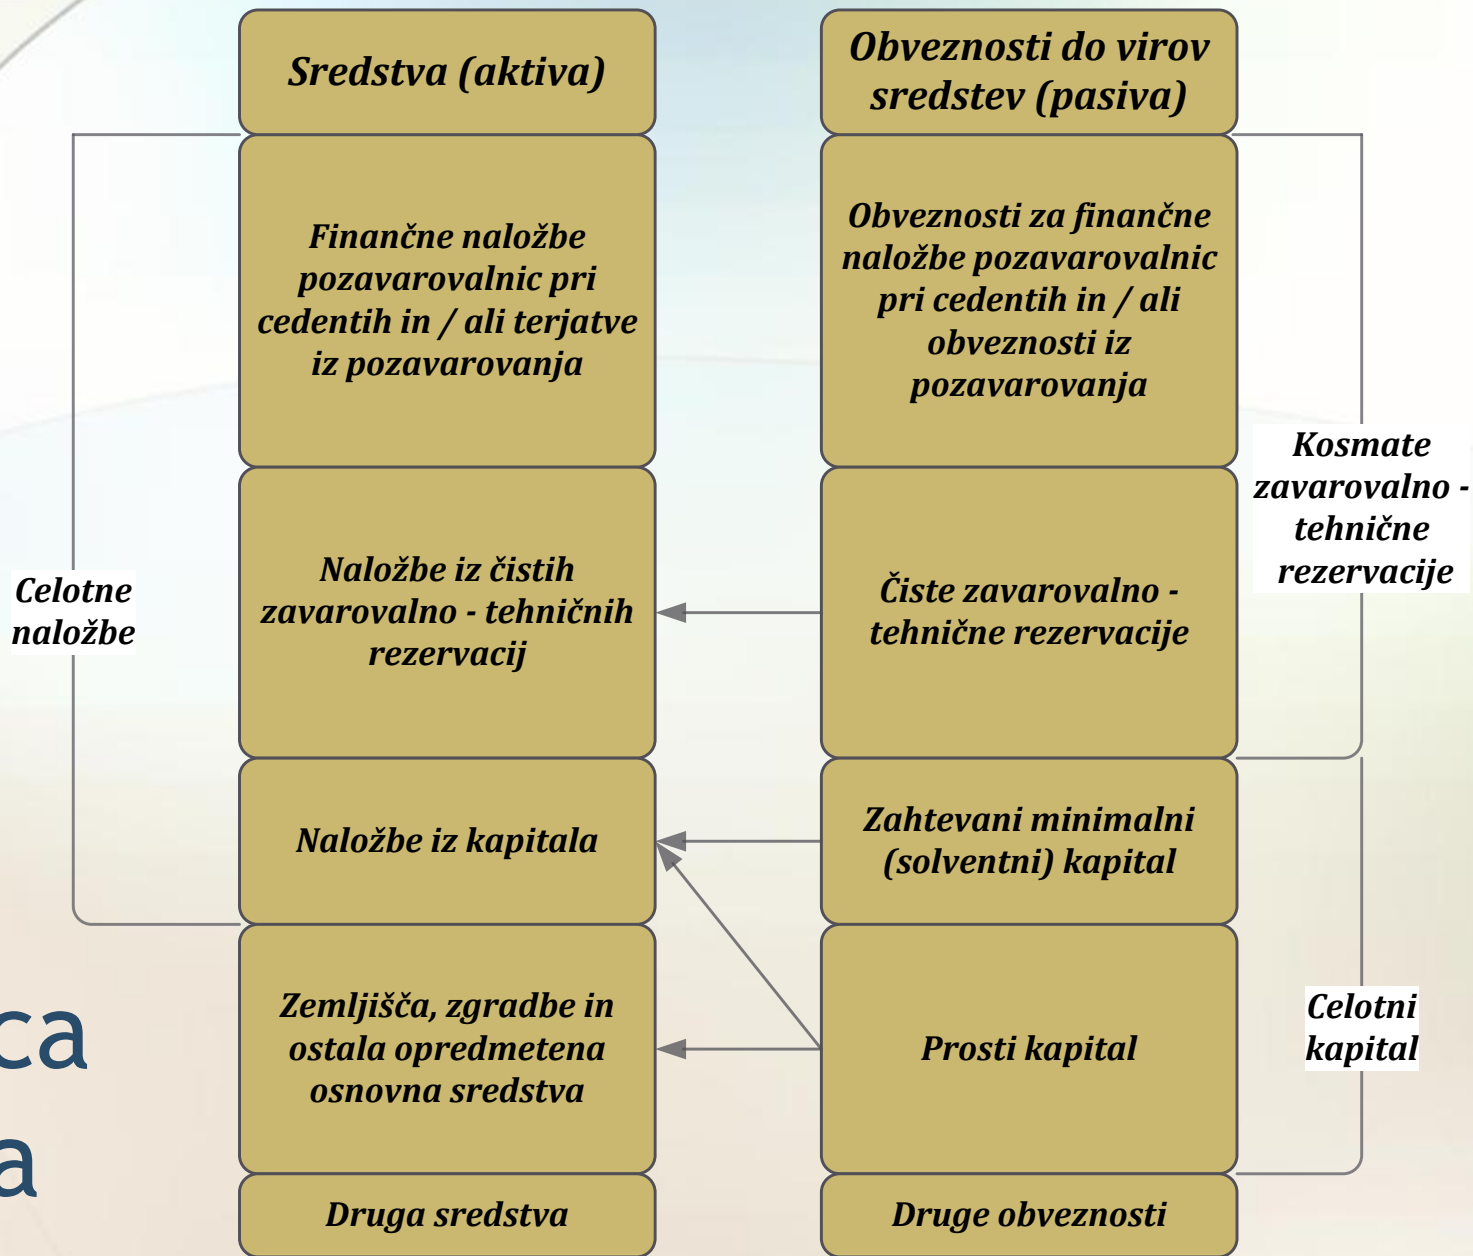 Sredstva (aktiva)
Obveznosti do virov
sredstev (pasiva)
Finančne naložbe
pozavarovalnic pri
cedentih in / ali terjatve
iz pozavarovanja
Obveznosti za finančne
naložbe pozavarovalnic
pri cedentih in / ali
obveznosti iz
pozavarovanja
Kosmate
zavarovalno -
tehnične
rezervacije
Celotne
naložbe
Naložbe iz čistih
zavarovalno - tehničnih
rezervacij
Čiste zavarovalno -
tehnične rezervacije
Naložbe iz kapitala
Zahtevani minimalni
(solventni) kapital
Zemljišča, zgradbe in
ostala opredmetena
osnovna sredstva
Prosti kapital
Celotni
kapital
ca
a
Druga sredstva
Druge obveznosti